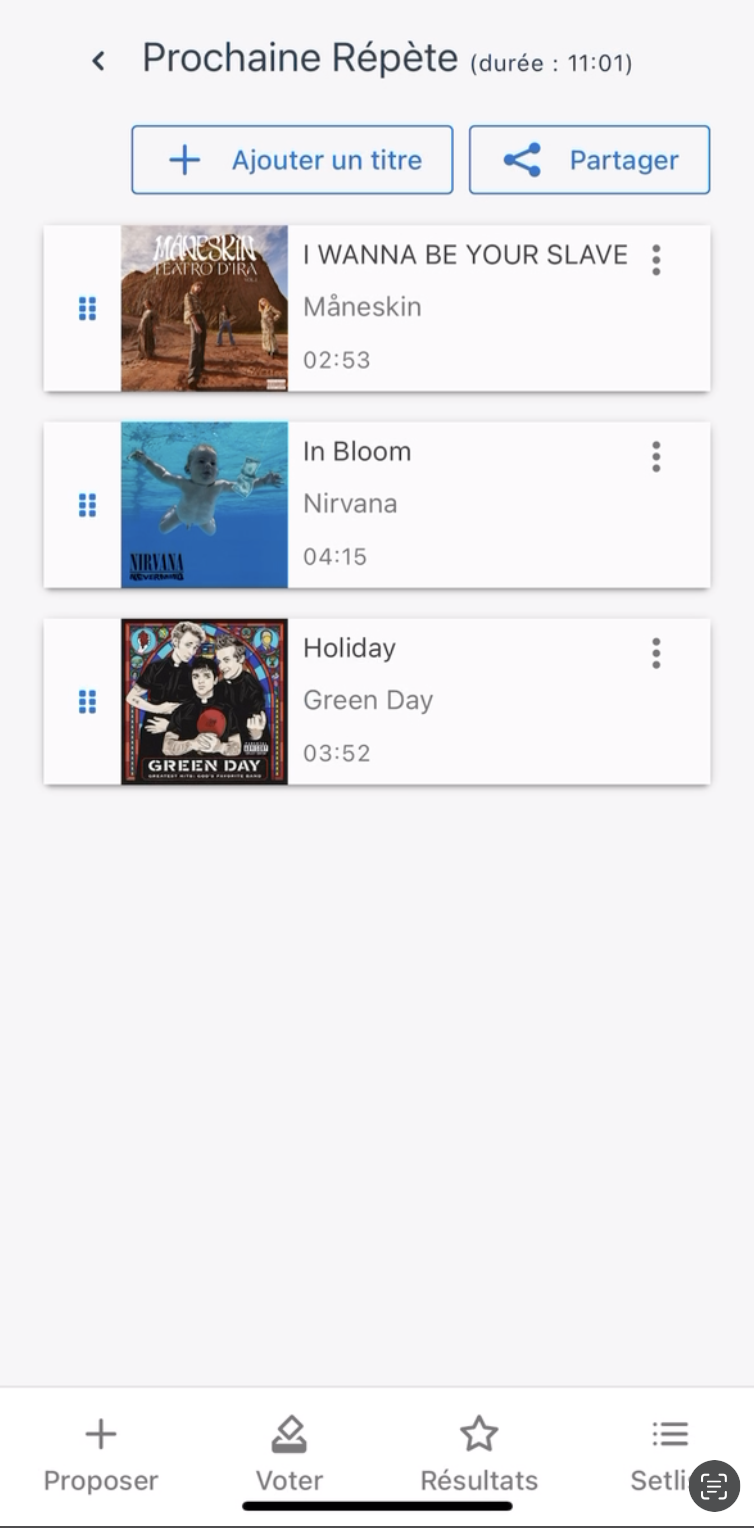 Prochaine Répète (durée : 11:01)
Ajouter un titre
Partager
MÅNESKIN
TEATRO D'IRA
I WANNA BE YOUR SLAVE
Måneskin
02:53
NIRVANA
NEVERMIND
In Bloom
Nirvana
04:15
GREEN DAY
GREATEST HITS: GOD'S FAVORITE BAND
Holiday
Green Day
03:52
Proposer
Voter
Résultats
Setli